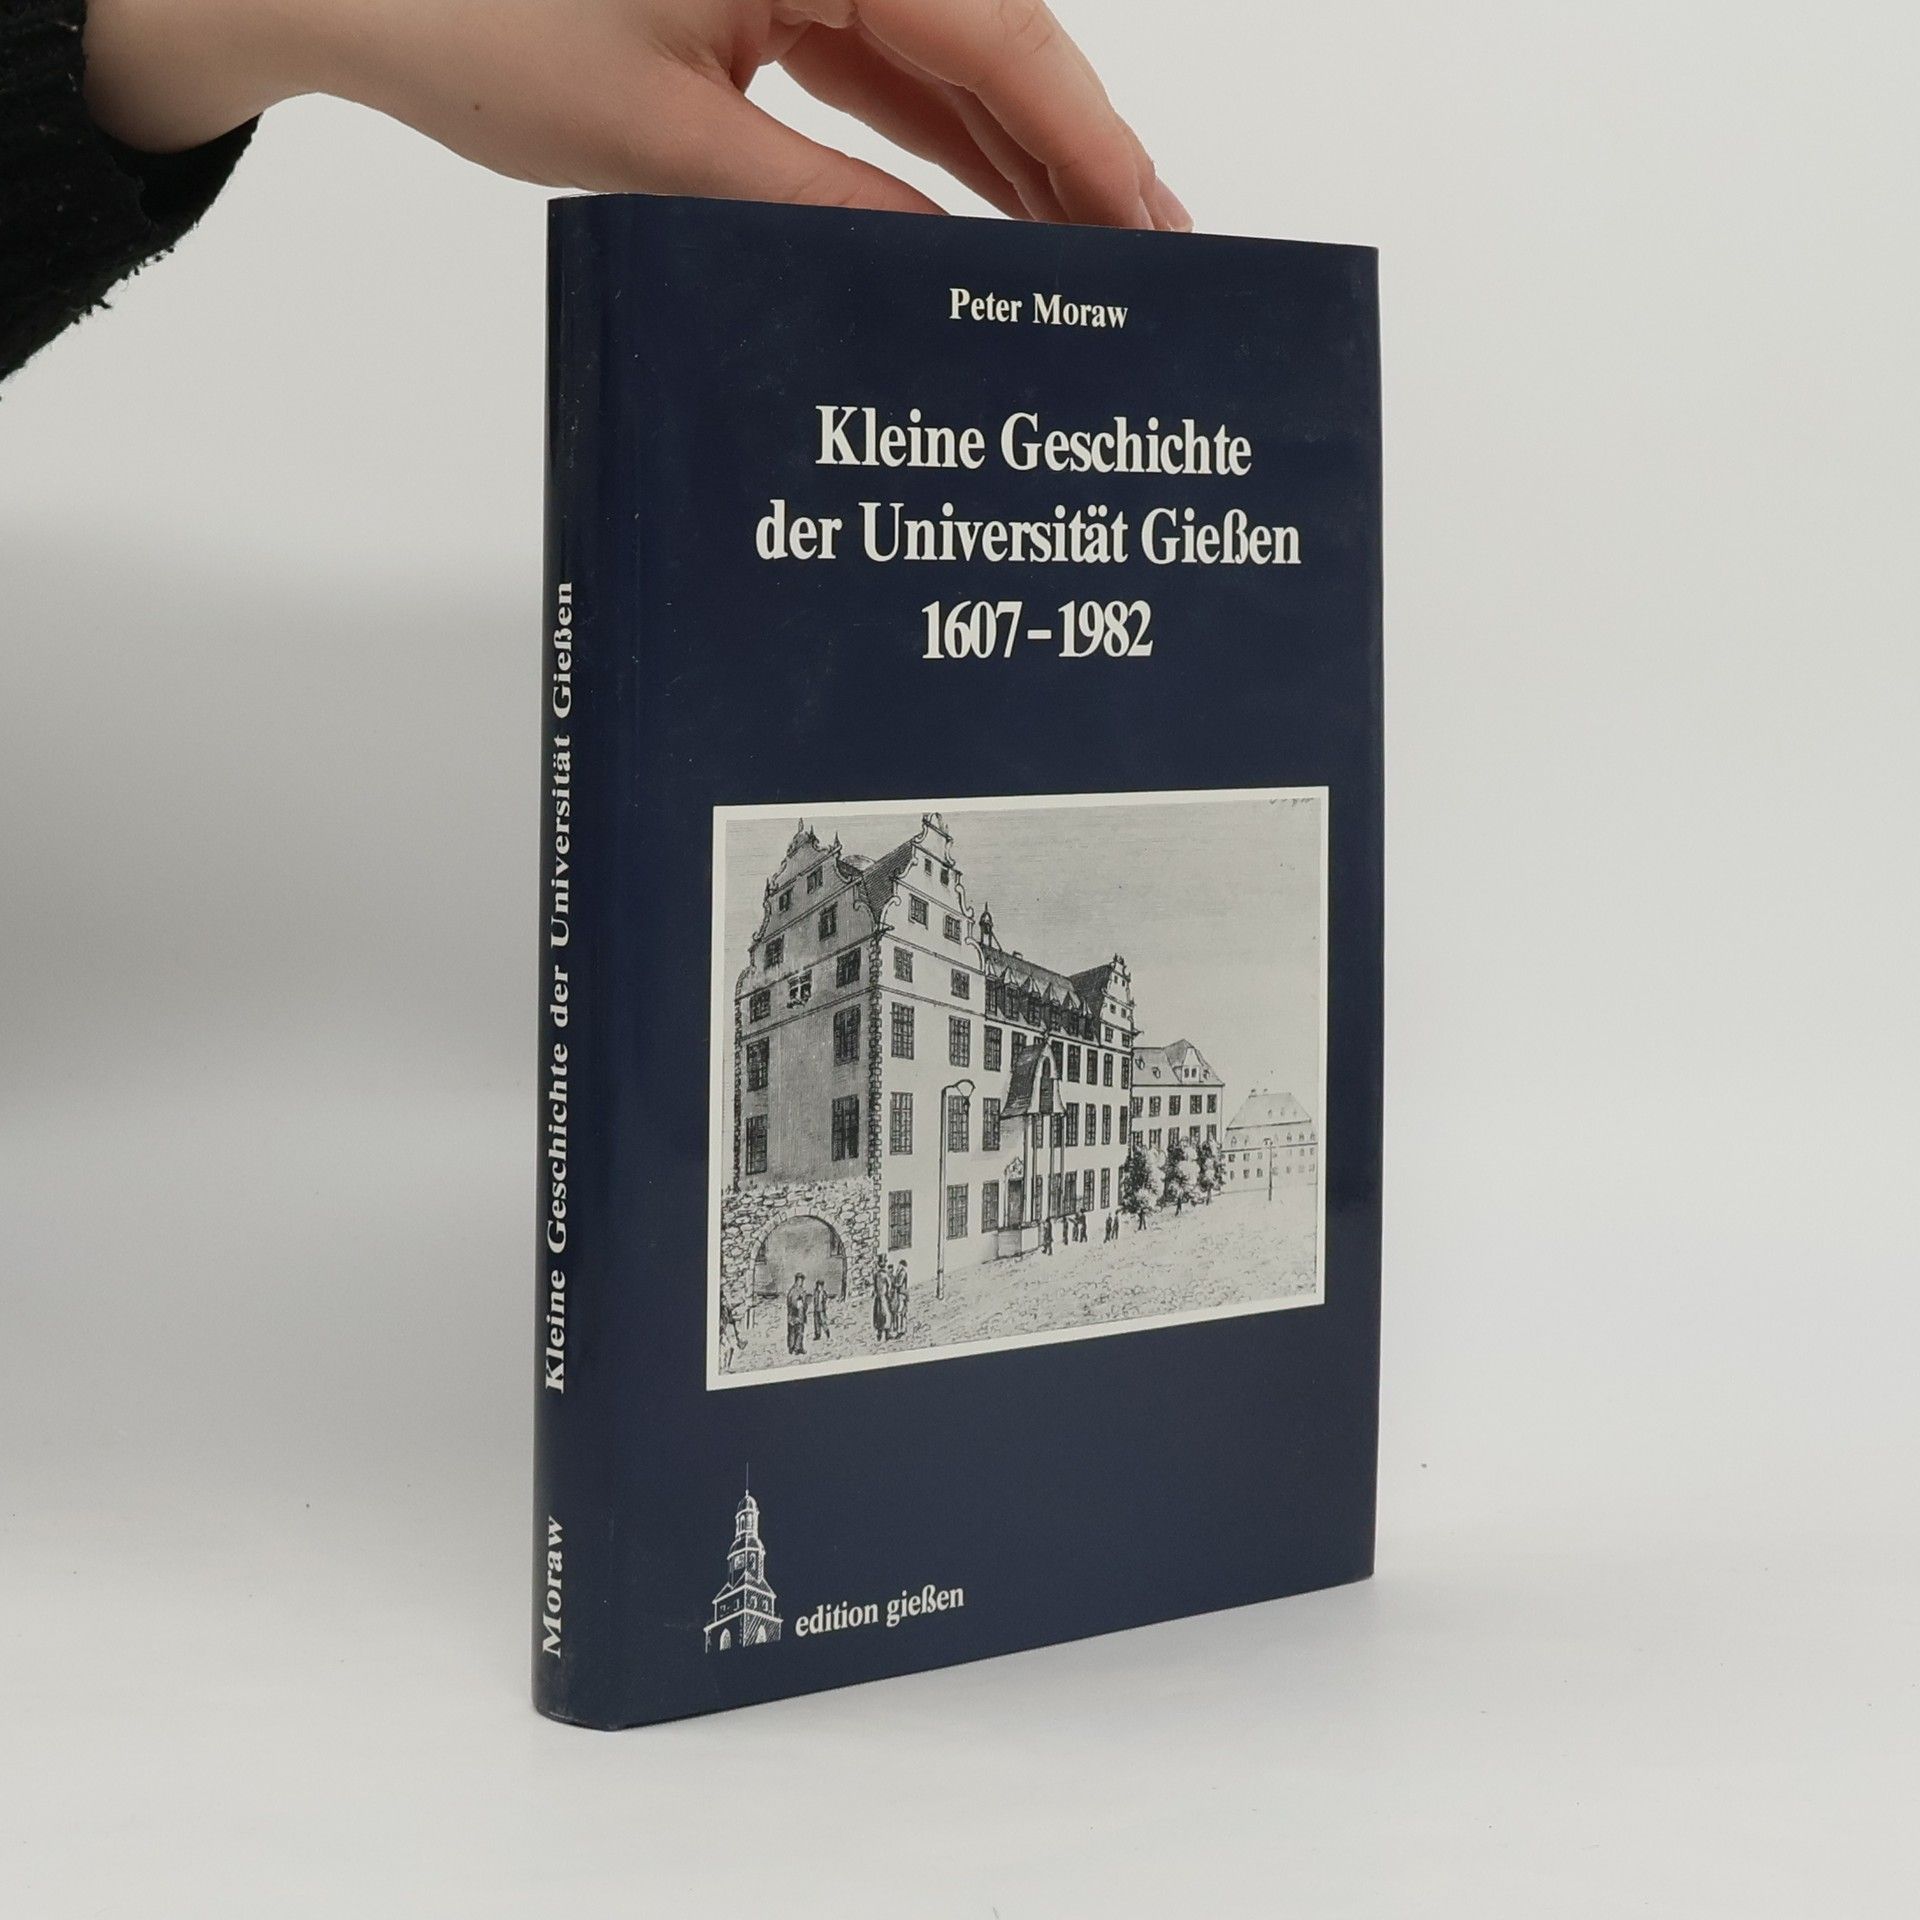 Peter Moraw
Kleine Geschichte
der Universität Gießen
1607–1982
edition gießen
Moraw Kleine Geschichte der Universität Gießen